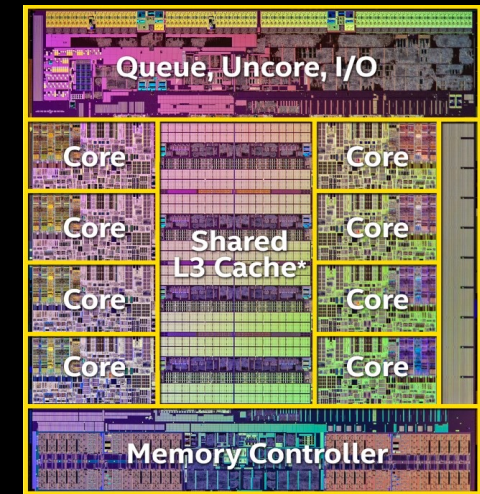 Queue, Uncore, I/O
Core
Core
Core
Core
Shared
L3 Cache*
Core
Core
Core
Core
Memory Controller